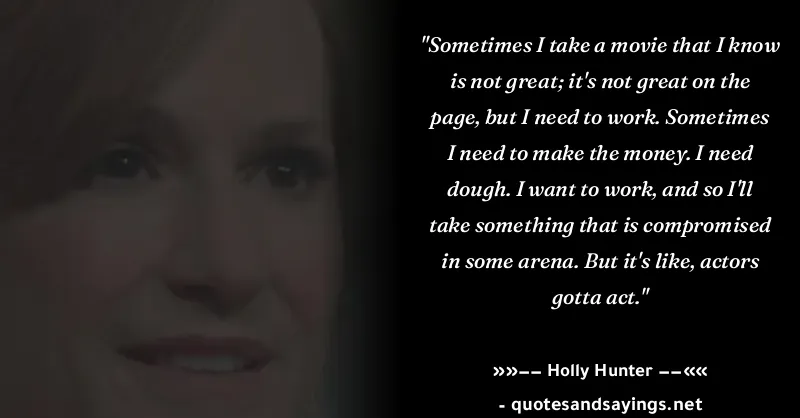 "Sometimes I take a movie that I know
is not great; it's not great on the
page, but I need to work. Sometimes
I need to make the money. I need
dough. I want to work, and so I'll
take something that is compromised
in some arena. But it's like, actors
gotta act."
»»–– Holly Hunter ––««
- quotesandsayings.net